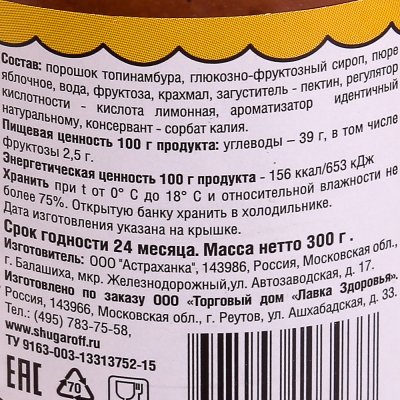 Состав: порошок топинамбура, глюкозно-фруктозный сироп, пюре
яблочное, вода, фруктоза, крахмал, загуститель - пектин, регулятор
кислотности - кислота лимонная, ароматизатор идентичный
натуральному, консервант - сорбат калия.
Пищевая ценность 100 г продукта: углеводы – 39 г, в том числе
фруктозы 2,5 г.
Энергетическая ценность 100 г продукта - 156 ккал/653 кДж
Хранить при t от 0° С до 18° С и относительной влажности не
более 75%. Открытую банку хранить в холодильнике.
Дата изготовления указана на крышке.
Срок годности 24 месяца. Масса нетто 300 г .
Изготовитель: ООО "Астраханка", 143986, Россия, Московская обл.,
г. Балашиха, мкр. Железнодорожный,ул. Автозаводская, д. 17.
Изготовлено по заказу ООО «Торговый дом «Лавка Здоровья».
Россия, 143966, Московская обл., г. Реутов, ул. Ашхабадская, д. 33.
Тел.: (495) 783-75-58,
www.shugaroff.ru
ТУ 9163-003-13313752-15
ЕАС
70